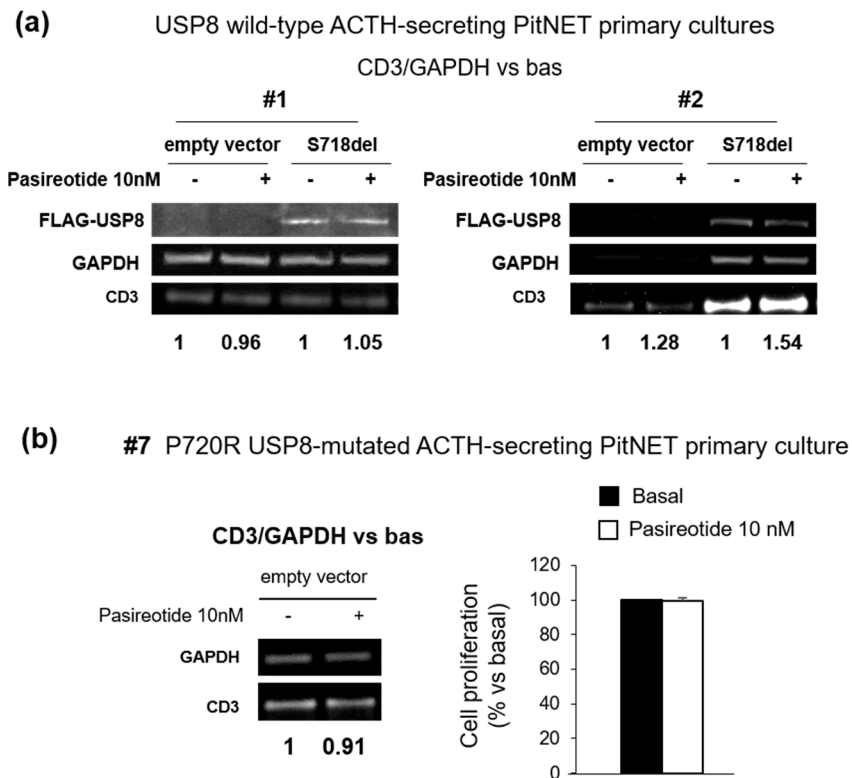 (a) USP8 wild-type ACTH-secreting PitNET primary cultures
CD3/GAPDH vs bas
#1
empty vector S718del
Pasireotide 10nM - + - +
FLAG-USP8
GAPDH
CD3
1 0.96 1 1.05
#2
empty vector S718del
Pasireotide 10nM - + - +
FLAG-USP8
GAPDH
CD3
1 1.28 1 1.54
(b) #7 P720R USP8-mutated ACTH-secreting PitNET primary culture
CD3/GAPDH vs bas
empty vector
Pasireotide 10nM - +
GAPDH
CD3
1 0.91
Basal
Pasireotide 10 nM
Cell proliferation
(% vs basal)
120
100
80
60
40
20
0